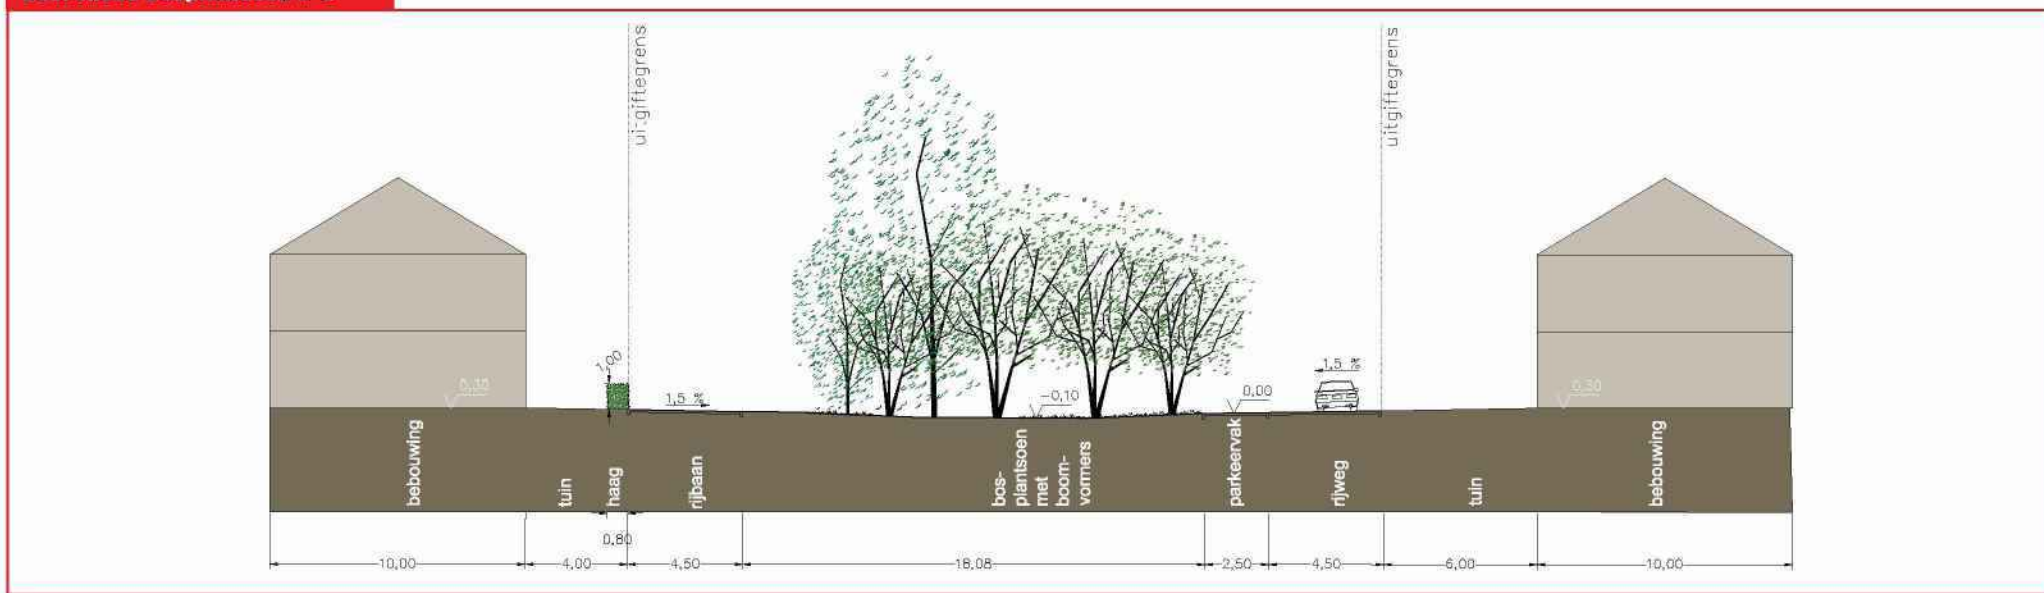 uitgiftegrens
uitgiftegrens
1,00
0,30
1,5 %
-0,10
0,00
1,5 %
0,30
bebouwing
tuin
haag
rijbaan
bos-
plantsoen
met
boom-
vormers
parkeervak
rijweg
tuin
bebouwing
0,80
10,00
4,00
4,50
18,08
2,50
4,50
6,00
10,00